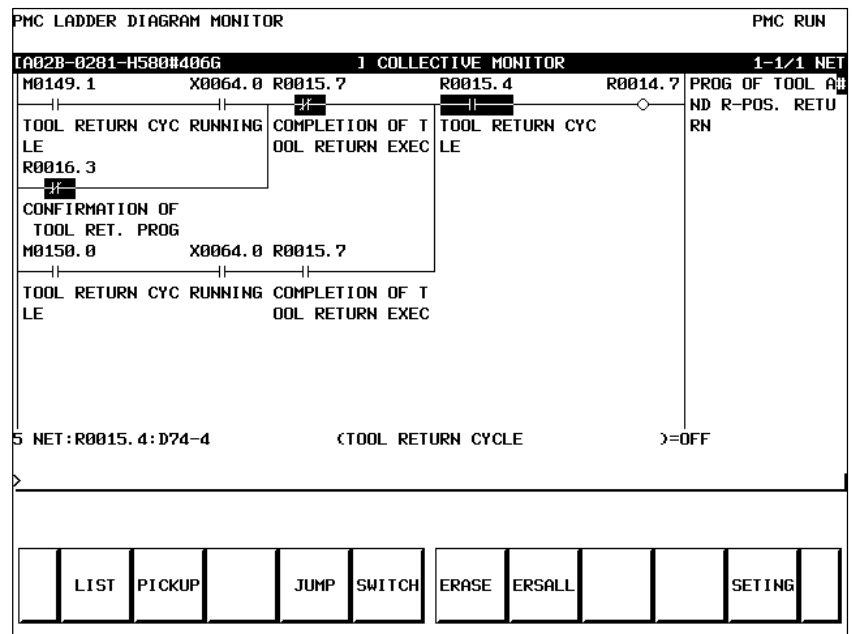 PMC LADDER DIAGRAM MONITOR PMC RUN
[A02B-0281-H580#406G ] COLLECTIVE MONITOR 1-1/1 NET
M0149.1 X0064.0 R0015.7 R0015.4 R0014.7 PROG OF TOOL A#
ND R-POS. RETU
TOOL RETURN CYC RUNNING COMPLETION OF T TOOL RETURN CYC RN
LE OOL RETURN EXEC LE
R0016.3
CONFIRMATION OF
TOOL RET. PROG
M0150.0 X0064.0 R0015.7
TOOL RETURN CYC RUNNING COMPLETION OF T
LE OOL RETURN EXEC
5 NET:R0015.4:D74-4 (TOOL RETURN CYCLE )=OFF
>
LIST PICKUP JUMP SWITCH ERASE ERSALL SETING